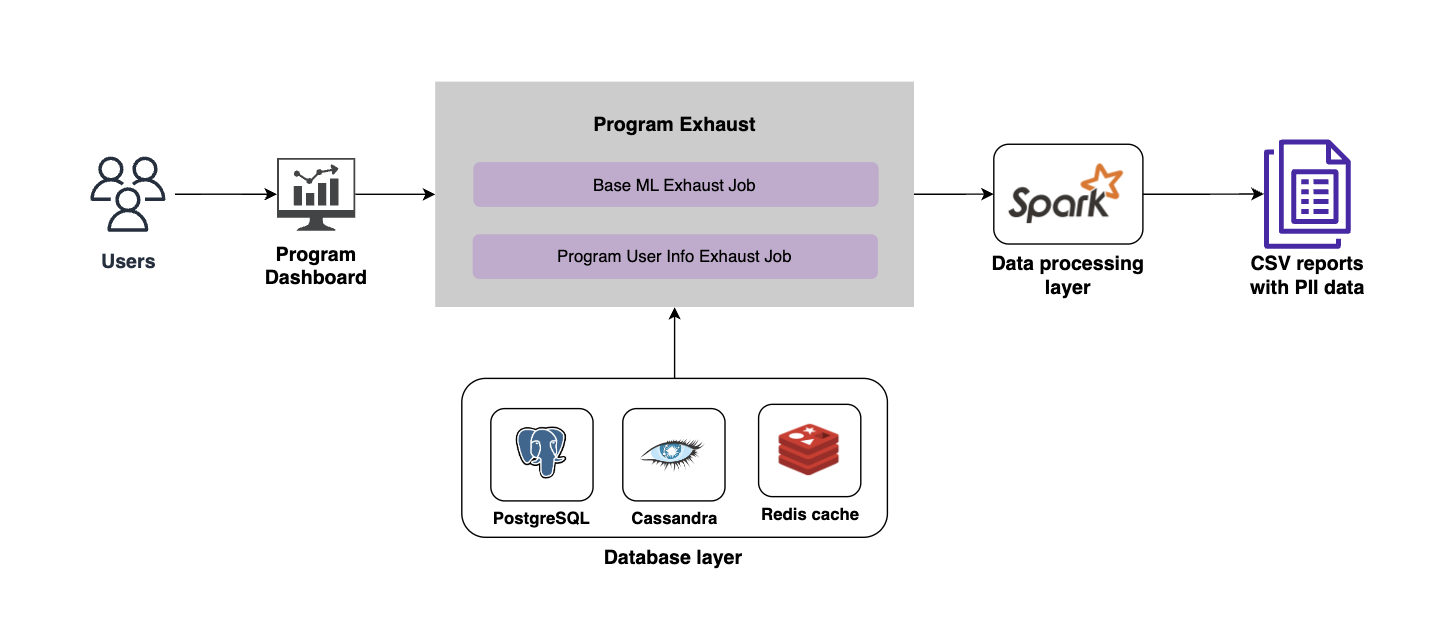 Program Exhaust
Base ML Exhaust Job
Program User Info Exhaust Job
Users
Program
Dashboard
Spark
Data processing
layer
CSV reports
with PII data
PostgreSQL
Cassandra
Redis cache
Database layer